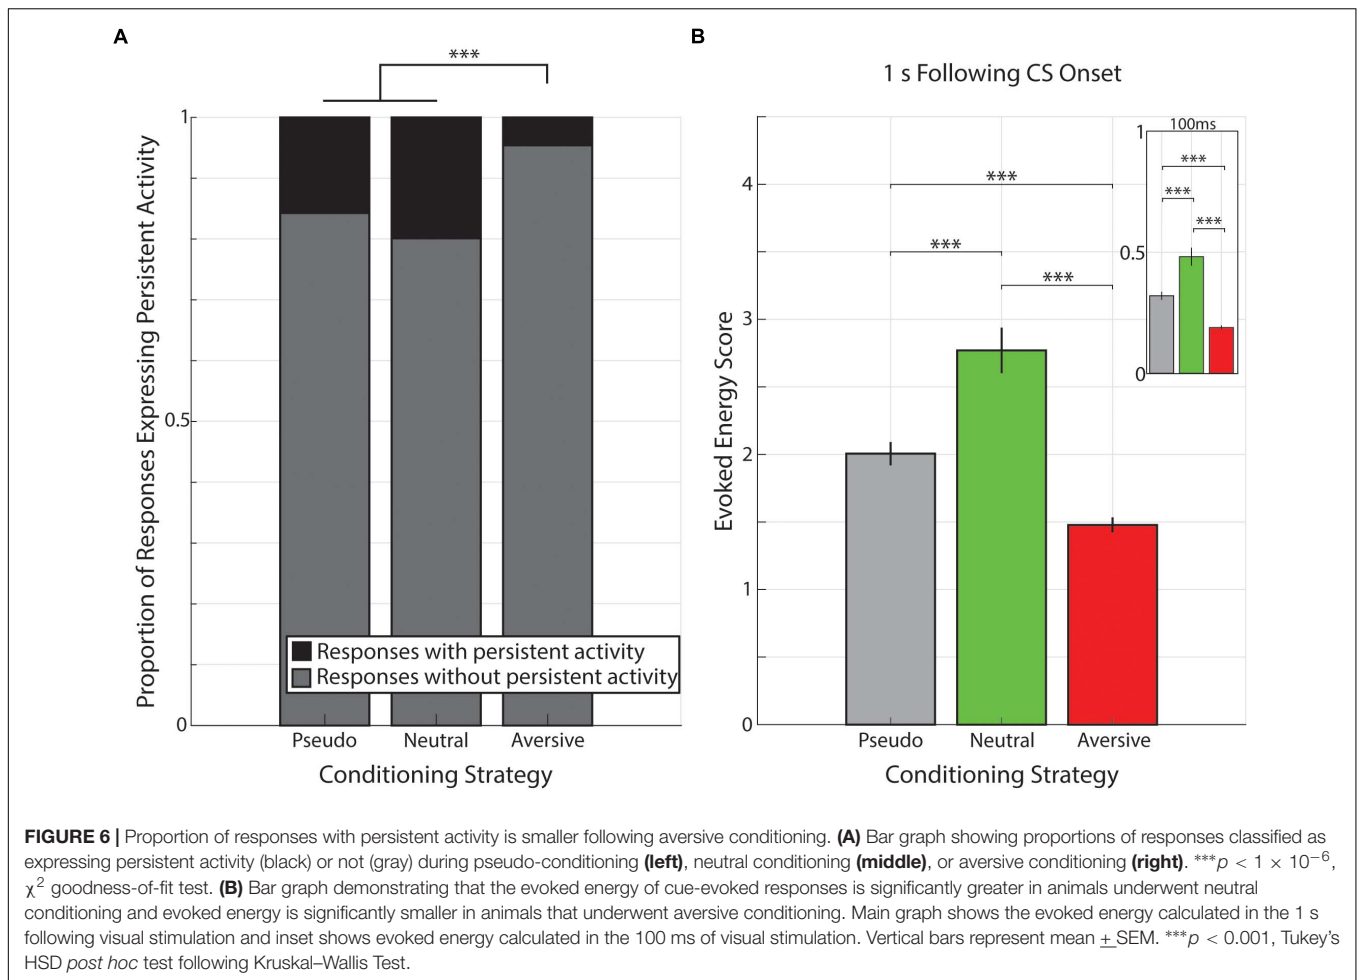 A
***
Proportion of Responses Expressing Persistent Activity
1
0.5
0
Responses with persistent activity
Responses without persistent activity
Pseudo Neutral Aversive
Conditioning Strategy
B
1 s Following CS Onset
Evoked Energy Score
4
3
2
1
0
***
***
***
100ms
1
0.5
0
***
***
***
Pseudo Neutral Aversive
Conditioning Strategy
FIGURE 6 | Proportion of responses with persistent activity is smaller following aversive conditioning. (A) Bar graph showing proportions of responses classified as
expressing persistent activity (black) or not (gray) during pseudo-conditioning (left), neutral conditioning (middle), or aversive conditioning (right). ***p < 1 × 10⁻⁶,
χ² goodness-of-fit test. (B) Bar graph demonstrating that the evoked energy of cue-evoked responses is significantly greater in animals underwent neutral
conditioning and evoked energy is significantly smaller in animals that underwent aversive conditioning. Main graph shows the evoked energy calculated in the 1 s
following visual stimulation and inset shows evoked energy calculated in the 100 ms of visual stimulation. Vertical bars represent mean ± SEM. ***p < 0.001, Tukey's
HSD post hoc test following Kruskal–Wallis Test.